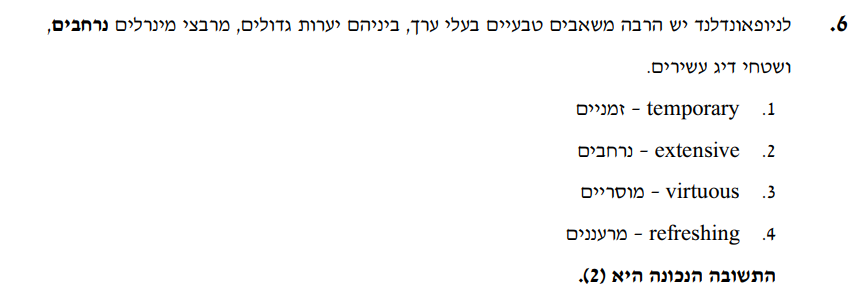 6. לניופאונדלנד יש הרבה משאבים טבעיים בעלי ערך, ביניהם יערות גדולים, מרבצי מינרלים נרחבים,
ושטחי דיג עשירים.
1. temporary – זמניים
2. extensive – נרחבים
3. virtuous – מוסריים
4. refreshing – מרעננים
התשובה הנכונה היא (2).